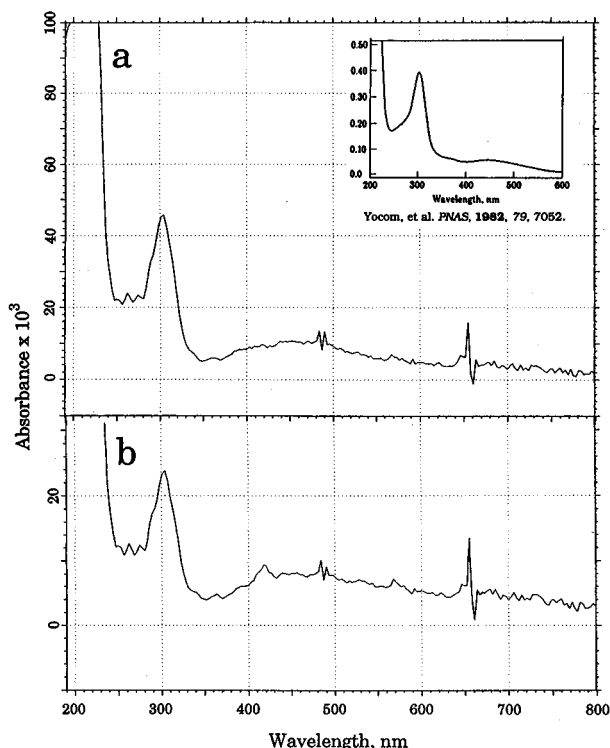 a
100
80
60
40
20
0
0.50
0.40
0.30
0.20
0.10
0.0
200 300 400 500 600
Wavelength, nm
Yocom, et al. PNAS, 1982, 79, 7052.
Absorbance x 10³
b
20
0
200 300 400 500 600 700 800
Wavelength, nm